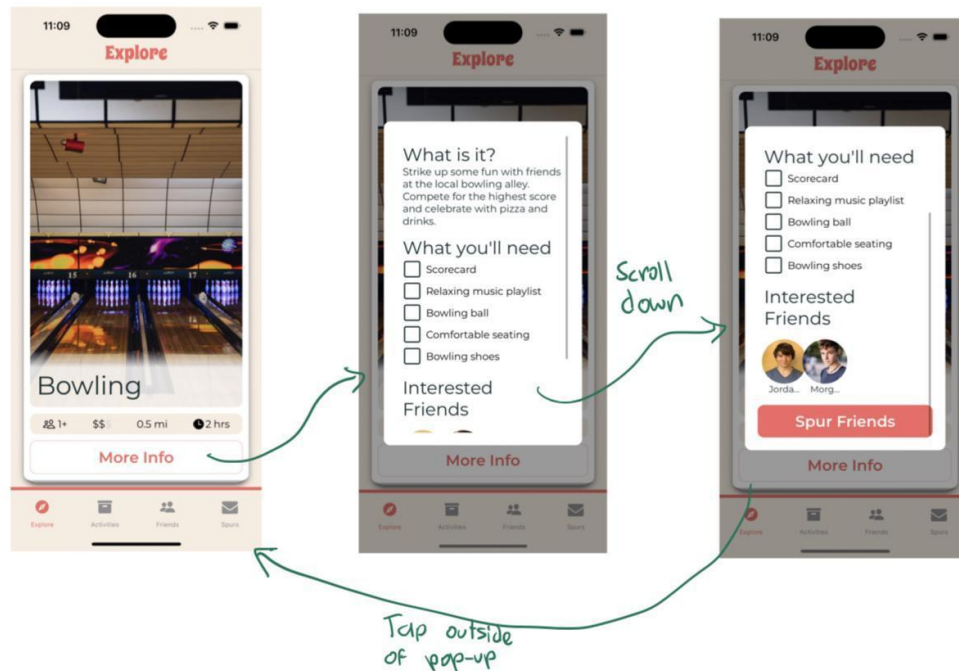 11:09
Explore
15 16 17
Bowling
1+ $$ 0.5 mi 2 hrs
More Info
Explore Activities Friends Spurs
11:09
Explore
What is it?
Strike up some fun with friends
at the local bowling alley.
Compete for the highest score
and celebrate with pizza and
drinks.
What you'll need
Scorecard
Relaxing music playlist
Bowling ball
Comfortable seating
Bowling shoes
Interested
Friends
More Info
Explore Activities Friends Spurs
Scroll
down
11:09
Explore
What you'll need
Scorecard
Relaxing music playlist
Bowling ball
Comfortable seating
Bowling shoes
Interested
Friends
Jorda... Morg...
Spur Friends
More Info
Explore Activities Friends Spurs
Tap outside
of pop-up